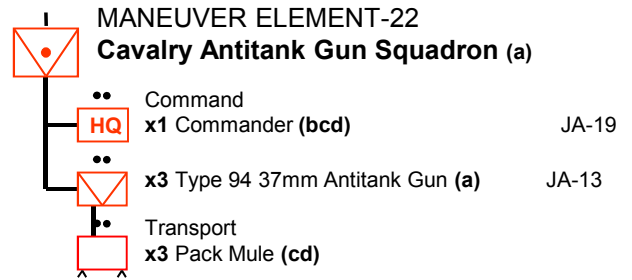 MANEUVER ELEMENT-22
Cavalry Antitank Gun Squadron (a)
Command
HQ x1 Commander (bcd) JA-19
x3 Type 94 37mm Antitank Gun (a) JA-13
Transport
x3 Pack Mule (cd)